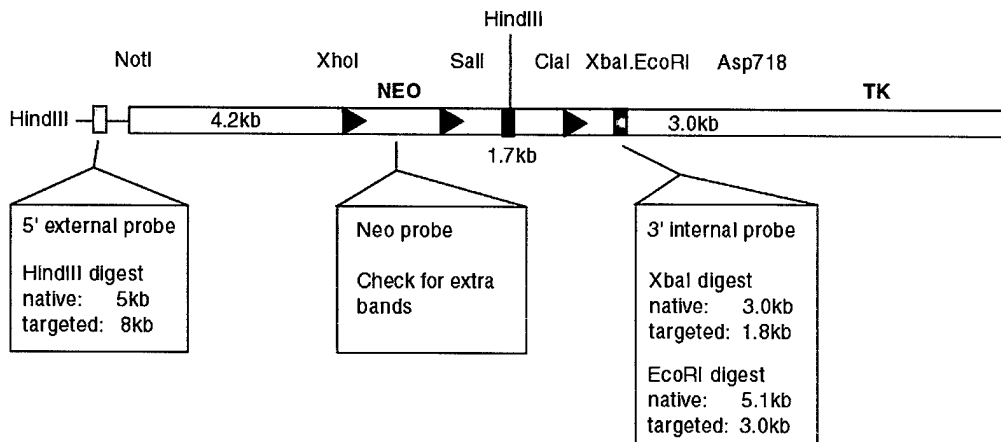 HindIII
NotI XhoI SalI ClaI XbaI.EcoRI Asp718
NEO TK
HindIII 4.2kb 3.0kb
1.7kb
5' external probe
HindIII digest
native: 5kb
targeted: 8kb
Neo probe
Check for extra
bands
3' internal probe
XbaI digest
native: 3.0kb
targeted: 1.8kb
EcoRI digest
native: 5.1kb
targeted: 3.0kb